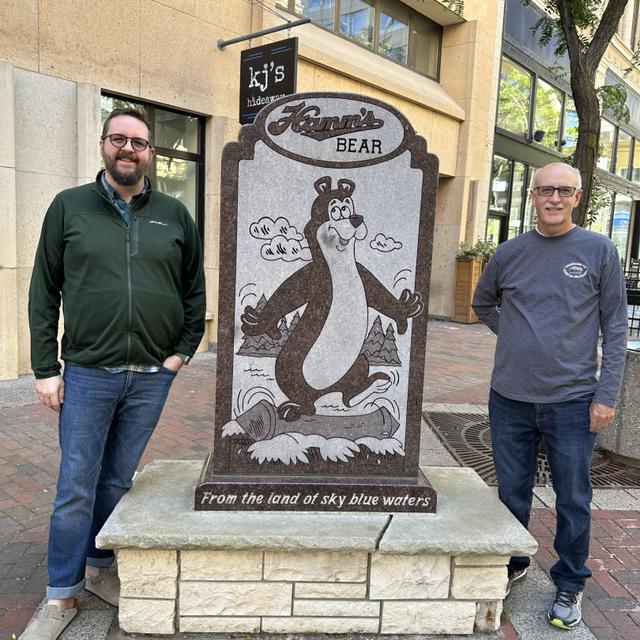 kj's
hideaway
Hamm's
BEAR
From the land of sky blue waters